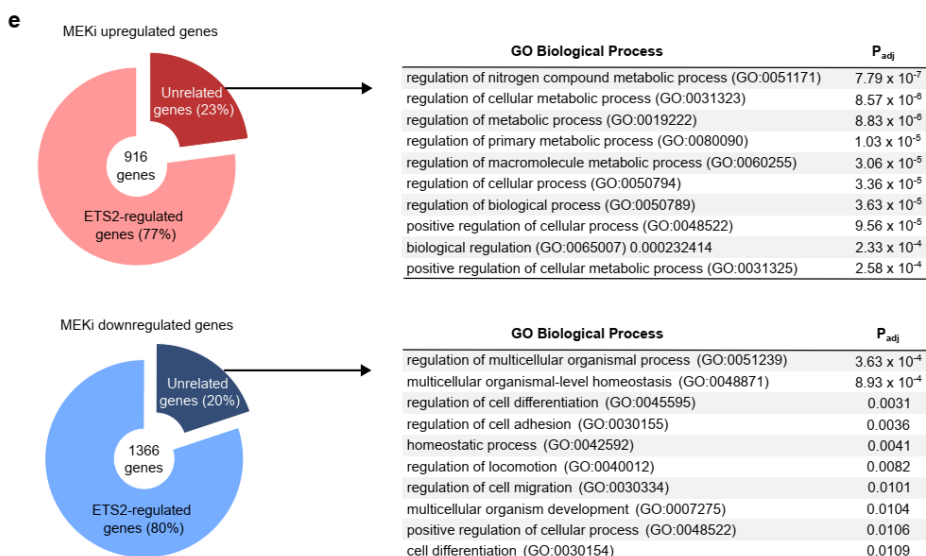 e
MEKi upregulated genes
Unrelated
genes (23%)
916
genes
ETS2-regulated
genes (77%)
GO Biological Process Padj
regulation of nitrogen compound metabolic process (GO:0051171) 7.79 x 10-7
regulation of cellular metabolic process (GO:0031323) 8.57 x 10-6
regulation of metabolic process (GO:0019222) 8.83 x 10-6
regulation of primary metabolic process (GO:0080090) 1.03 x 10-5
regulation of macromolecule metabolic process (GO:0060255) 3.06 x 10-5
regulation of cellular process (GO:0050794) 3.36 x 10-5
regulation of biological process (GO:0050789) 3.63 x 10-5
positive regulation of cellular process (GO:0048522) 9.56 x 10-5
biological regulation (GO:0065007) 0.000232414 2.33 x 10-4
positive regulation of cellular metabolic process (GO:0031325) 2.58 x 10-4
MEKi downregulated genes
Unrelated
genes (20%)
1366
genes
ETS2-regulated
genes (80%)
GO Biological Process Padj
regulation of multicellular organismal process (GO:0051239) 3.63 x 10-4
multicellular organismal-level homeostasis (GO:0048871) 8.93 x 10-4
regulation of cell differentiation (GO:0045595) 0.0031
regulation of cell adhesion (GO:0030155) 0.0036
homeostatic process (GO:0042592) 0.0041
regulation of locomotion (GO:0040012) 0.0082
regulation of cell migration (GO:0030334) 0.0101
multicellular organism development (GO:0007275) 0.0104
positive regulation of cellular process (GO:0048522) 0.0106
cell differentiation (GO:0030154) 0.0109